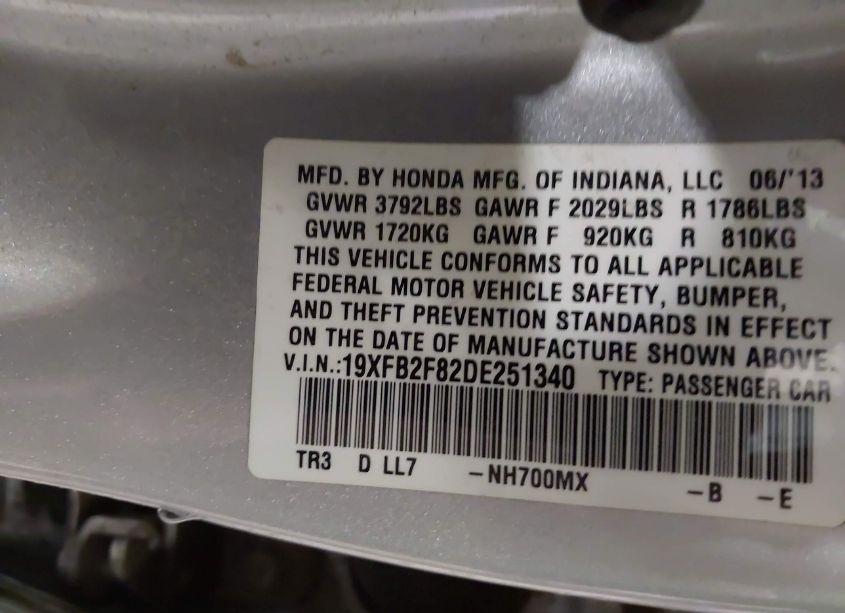 MFD. BY HONDA MFG. OF INDIANA, LLC 06/'13
GVWR 3792LBS GAWR F 2029LBS R 1786LBS
GVWR 1720KG GAWR F 920KG R 810KG
THIS VEHICLE CONFORMS TO ALL APPLICABLE
FEDERAL MOTOR VEHICLE SAFETY, BUMPER,
AND THEFT PREVENTION STANDARDS IN EFFECT
ON THE DATE OF MANUFACTURE SHOWN ABOVE.
V.I.N.:19XFB2F82DE251340 TYPE: PASSENGER CAR
TR3 D LL7 -NH700MX -B -E